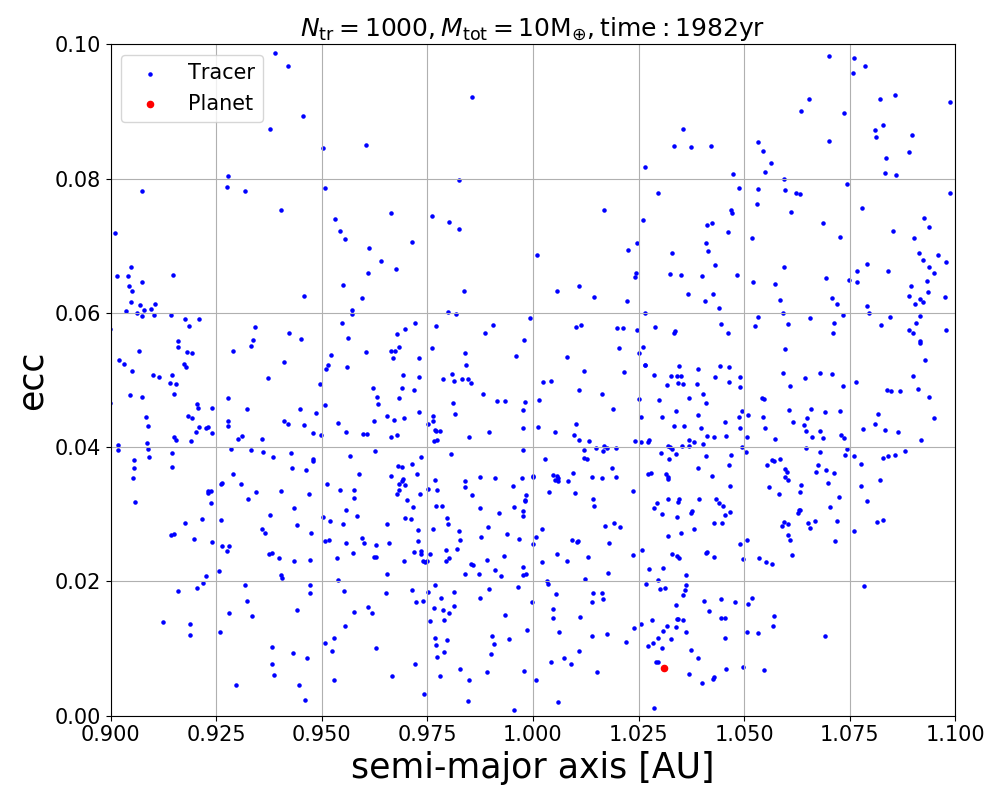 N_tr = 1000, M_tot = 10M_⊕, time : 1982yr
Tracer
Planet
ecc
0.10
0.08
0.06
0.04
0.02
0.00
0.900 0.925 0.950 0.975 1.000 1.025 1.050 1.075 1.100
semi-major axis [AU]